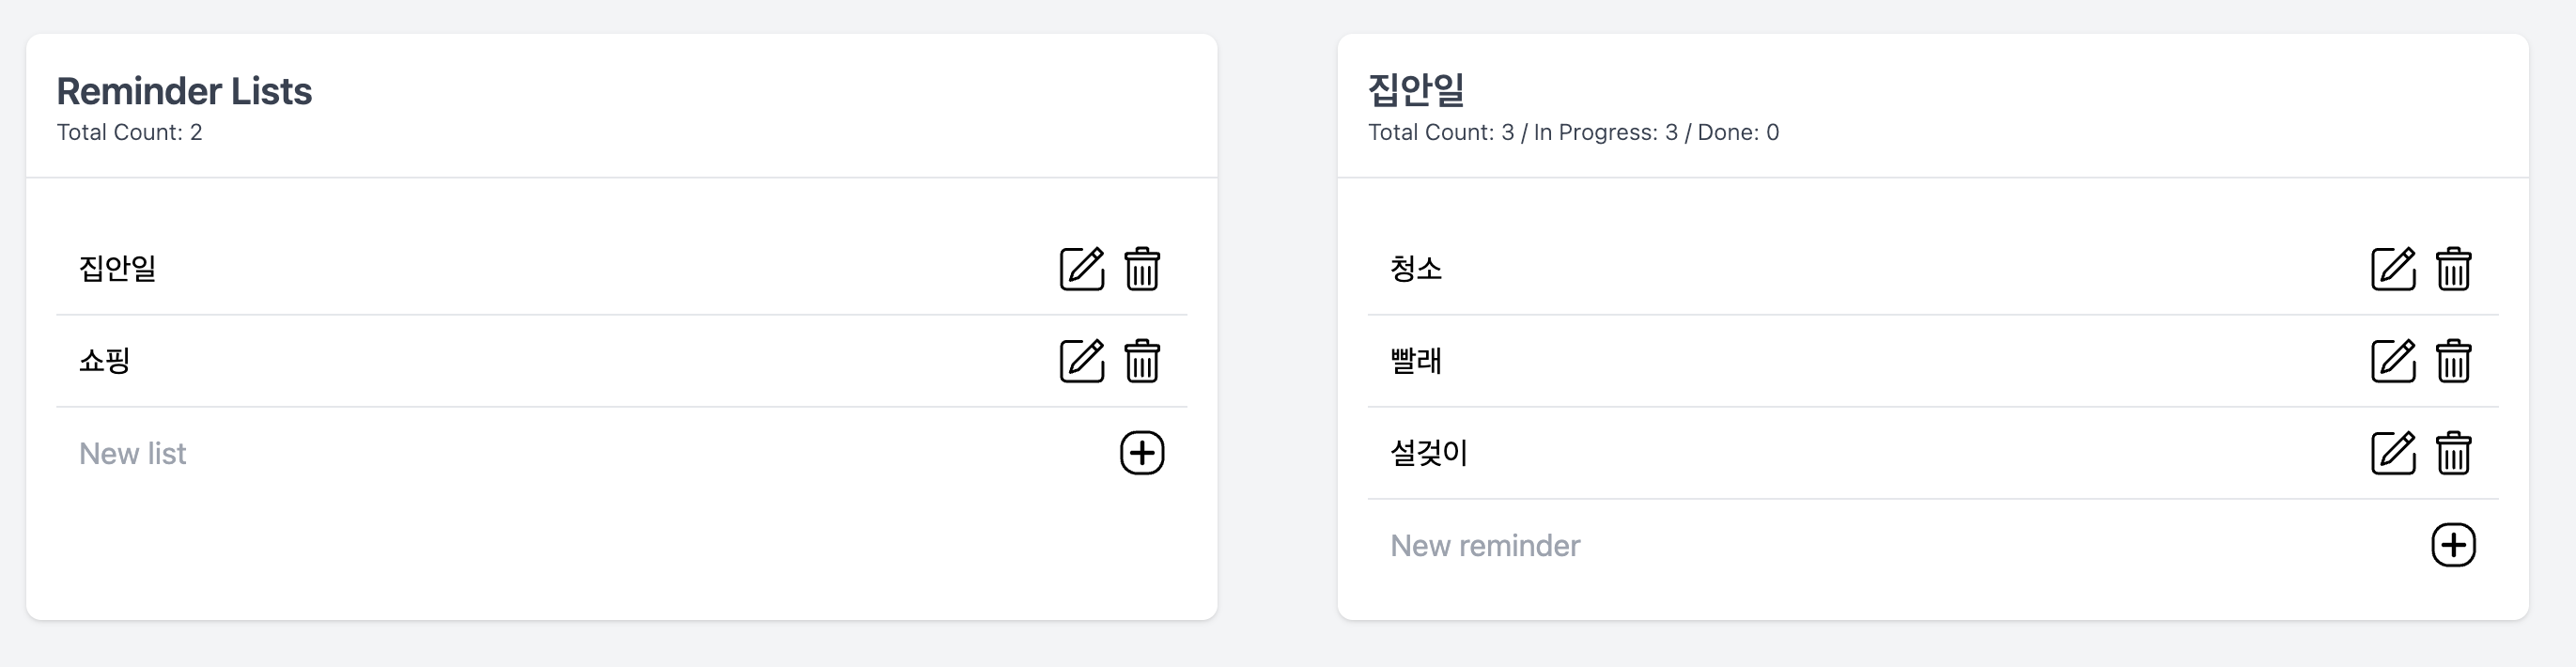 Reminder Lists
Total Count: 2
집안일
쇼핑
New list
집안일
Total Count: 3 / In Progress: 3 / Done: 0
청소
빨래
설겆이
New reminder